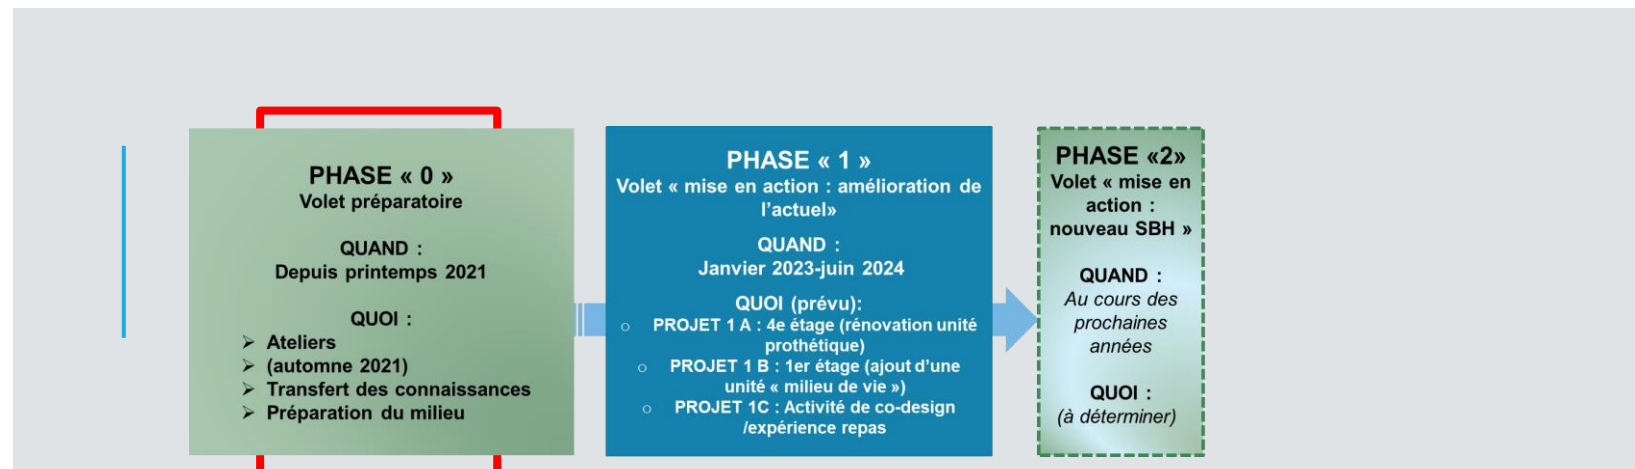 PHASE « 0 »
Volet préparatoire
QUAND :
Depuis printemps 2021
QUOI :
➢ Ateliers
➢ (automne 2021)
➢ Transfert des connaissances
➢ Préparation du milieu
PHASE « 1 »
Volet « mise en action : amélioration de
l’actuel»
QUAND :
Janvier 2023-juin 2024
QUOI (prévu):
o PROJET 1 A : 4e étage (rénovation unité
prothétique)
o PROJET 1 B : 1er étage (ajout d’une
unité « milieu de vie »)
o PROJET 1C : Activité de co-design
/expérience repas
PHASE «2»
Volet « mise en
action :
nouveau SBH »
QUAND :
Au cours des
prochaines
années
QUOI :
(à déterminer)